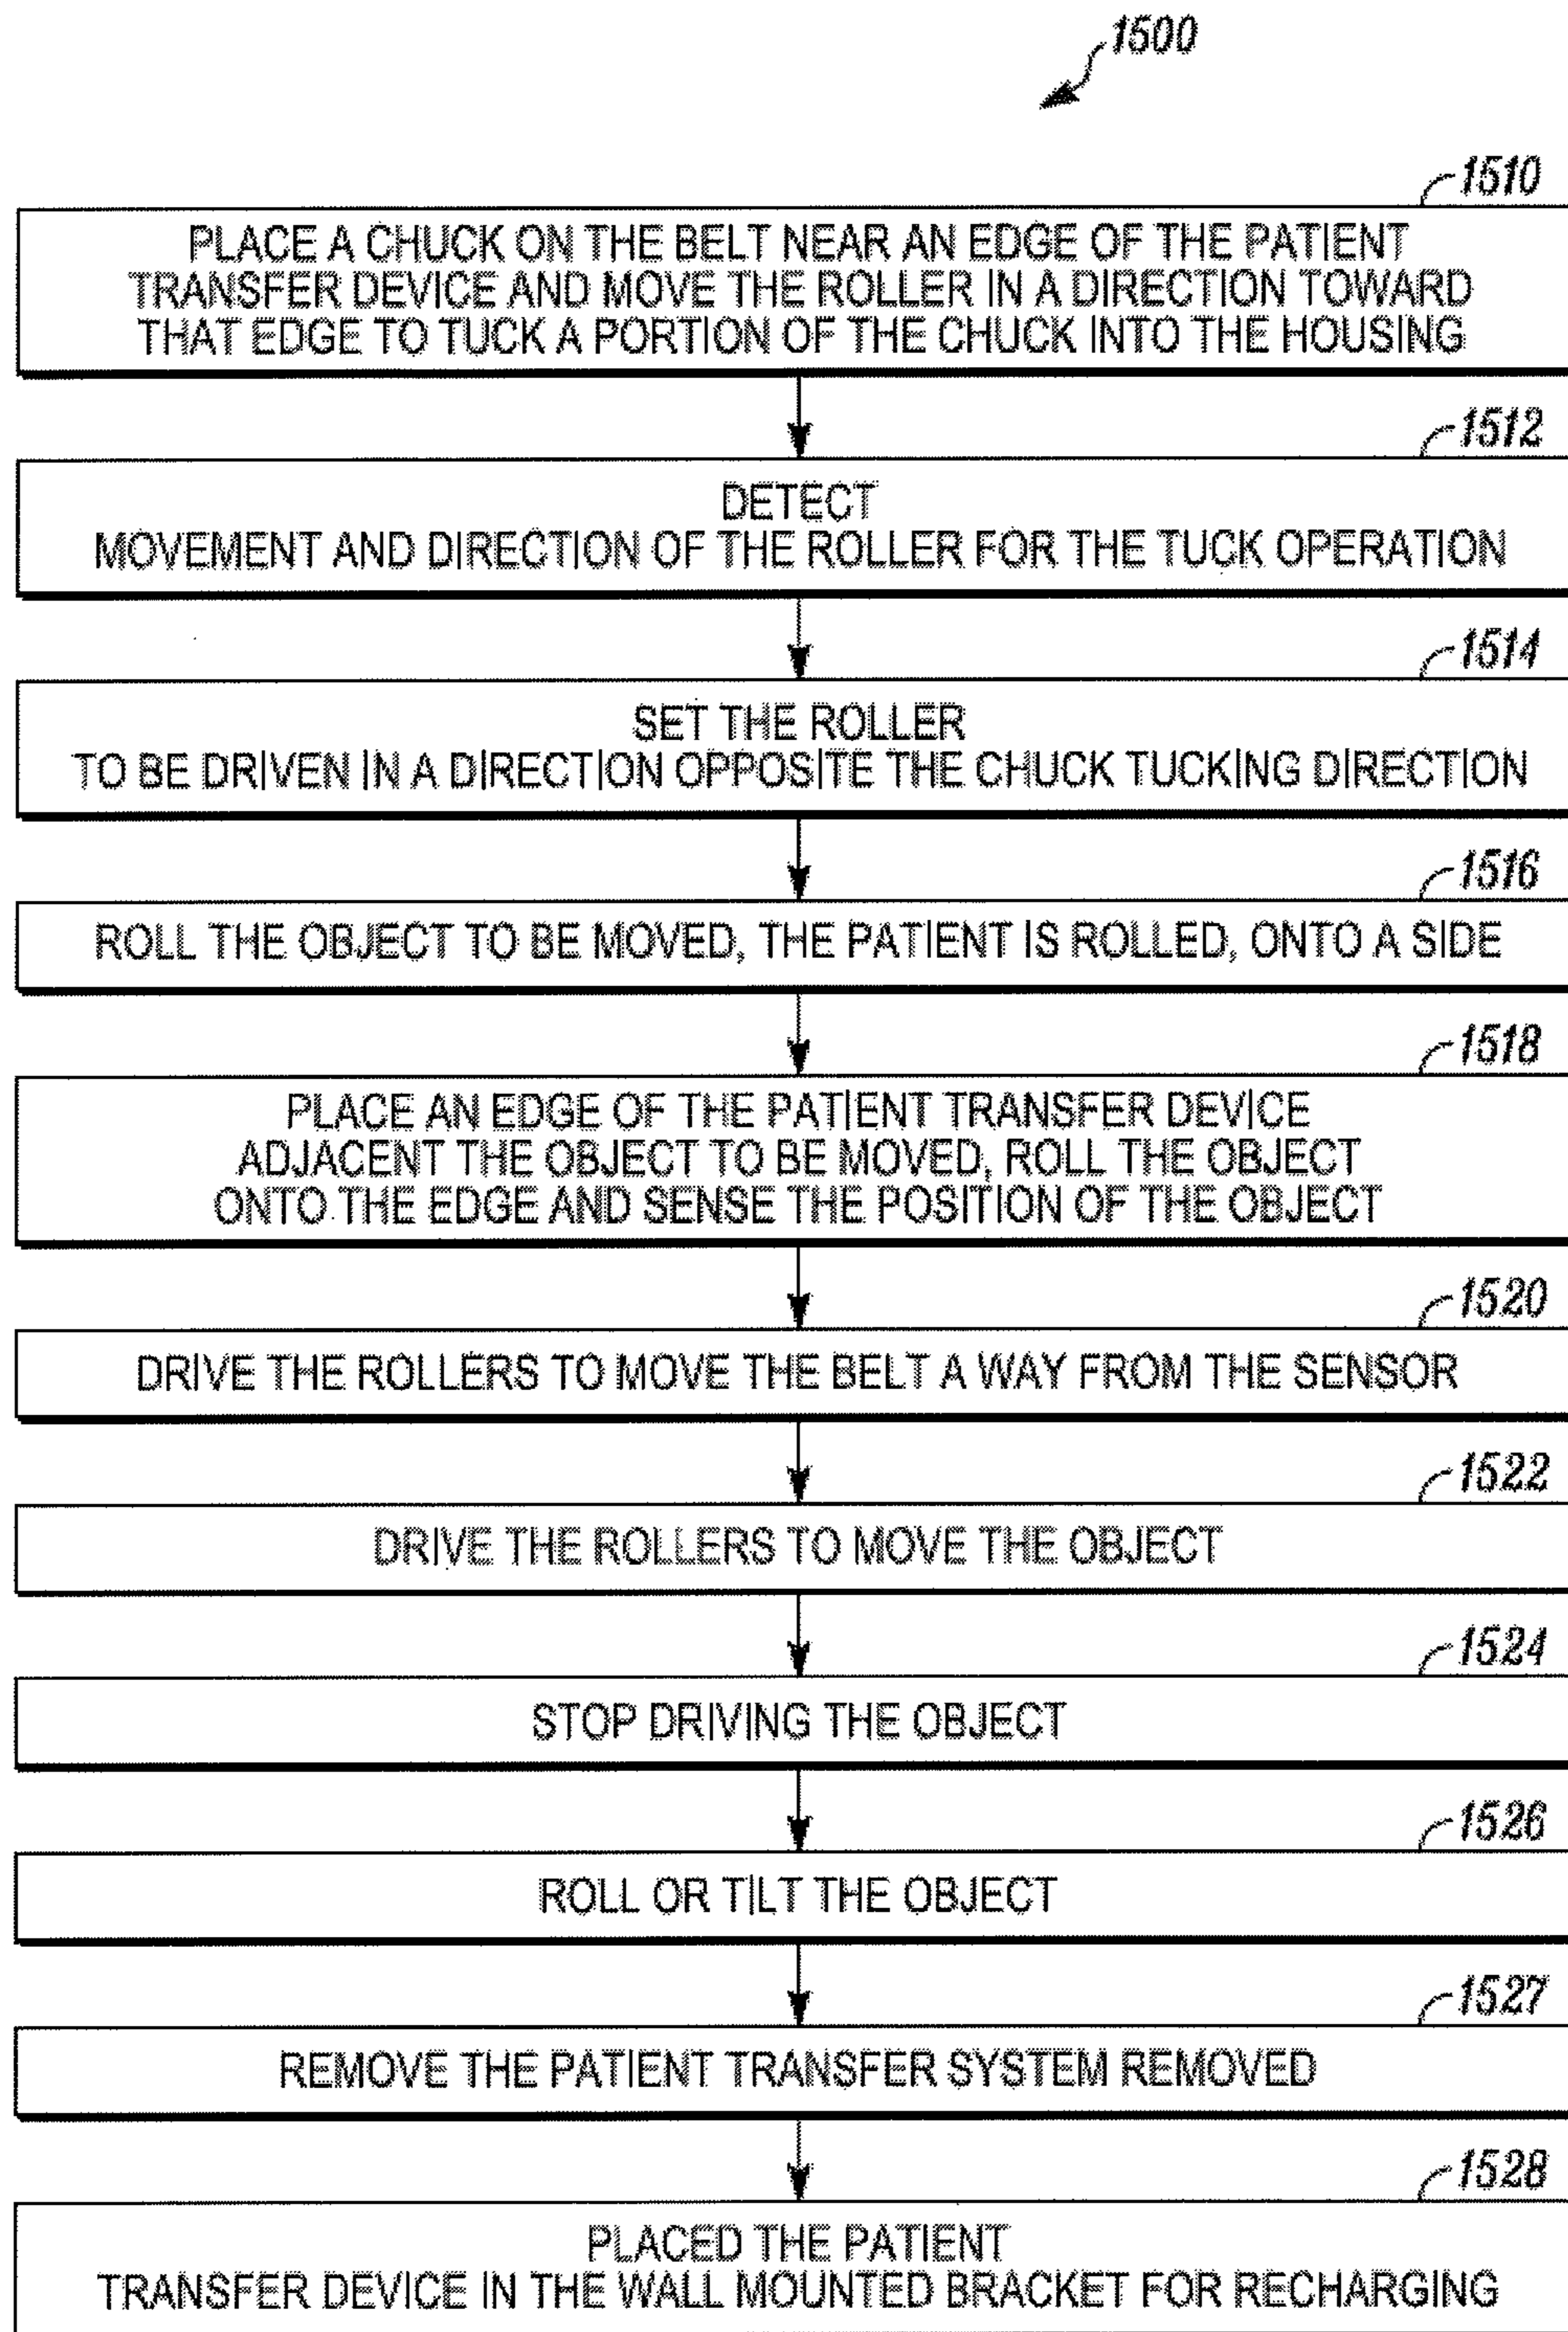 1500
1510
PLACE A CHUCK ON THE BELT NEAR AN EDGE OF THE PATIENT
TRANSFER DEVICE AND MOVE THE ROLLER IN A DIRECTION TOWARD
THAT EDGE TO TUCK A PORTION OF THE CHUCK INTO THE HOUSING
1512
DETECT
MOVEMENT AND DIRECTION OF THE ROLLER FOR THE TUCK OPERATION
1514
SET THE ROLLER
TO BE DRIVEN IN A DIRECTION OPPOSITE THE CHUCK TUCKING DIRECTION
1516
ROLL THE OBJECT TO BE MOVED, THE PATIENT IS ROLLED, ONTO A SIDE
1518
PLACE AN EDGE OF THE PATIENT TRANSFER DEVICE
ADJACENT THE OBJECT TO BE MOVED, ROLL THE OBJECT
ONTO THE EDGE AND SENSE THE POSITION OF THE OBJECT
1520
DRIVE THE ROLLERS TO MOVE THE BELT A WAY FROM THE SENSOR
1522
DRIVE THE ROLLERS TO MOVE THE OBJECT
1524
STOP DRIVING THE OBJECT
1526
ROLL OR TILT THE OBJECT
1527
REMOVE THE PATIENT TRANSFER SYSTEM REMOVED
1528
PLACED THE PATIENT
TRANSFER DEVICE IN THE WALL MOUNTED BRACKET FOR RECHARGING